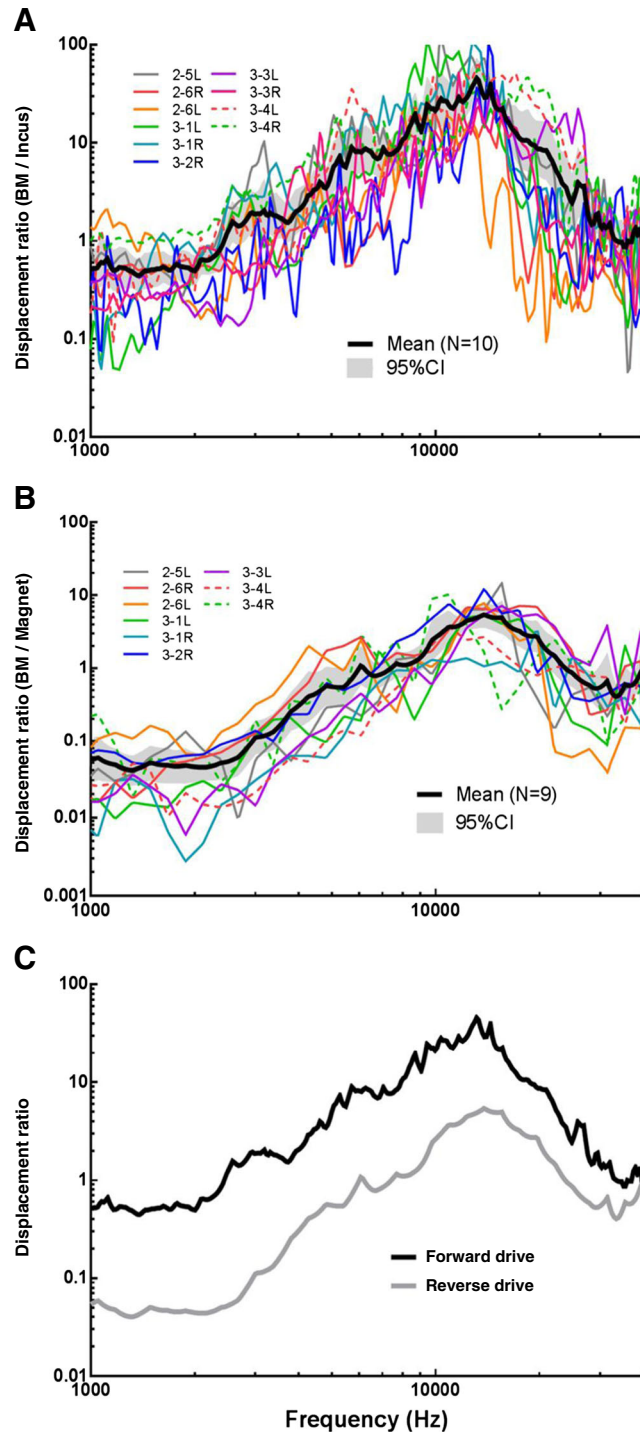 A
Displacement ratio (BM / Incus)
100
10
1
0.1
0.01
2-5L
2-6R
2-6L
3-1L
3-1R
3-2R
3-3L
3-3R
3-4L
3-4R
Mean (N=10)
95%CI
1000
10000
B
Displacement ratio (BM / Magnet)
100
10
1
0.1
0.01
0.001
2-5L
2-6R
2-6L
3-1L
3-1R
3-2R
3-3L
3-4L
3-4R
Mean (N=9)
95%CI
1000
10000
C
Displacement ratio
100
10
1
0.1
0.01
Forward drive
Reverse drive
1000
10000
Frequency (Hz)